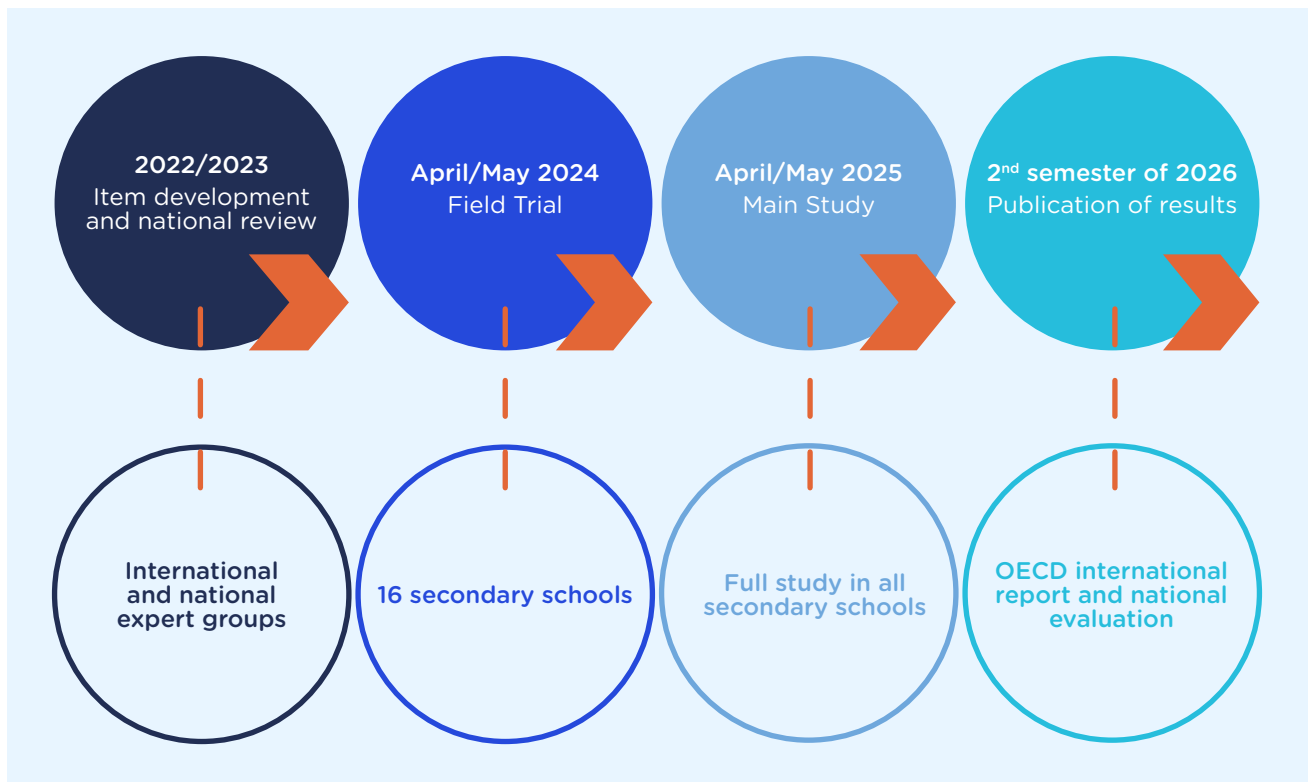 2022/2023
Item development
and national review
April/May 2024
Field Trial
April/May 2025
Main Study
2nd semester of 2026
Publication of results
International
and national
expert groups
16 secondary schools
Full study in all
secondary schools
OECD international
report and national
evaluation